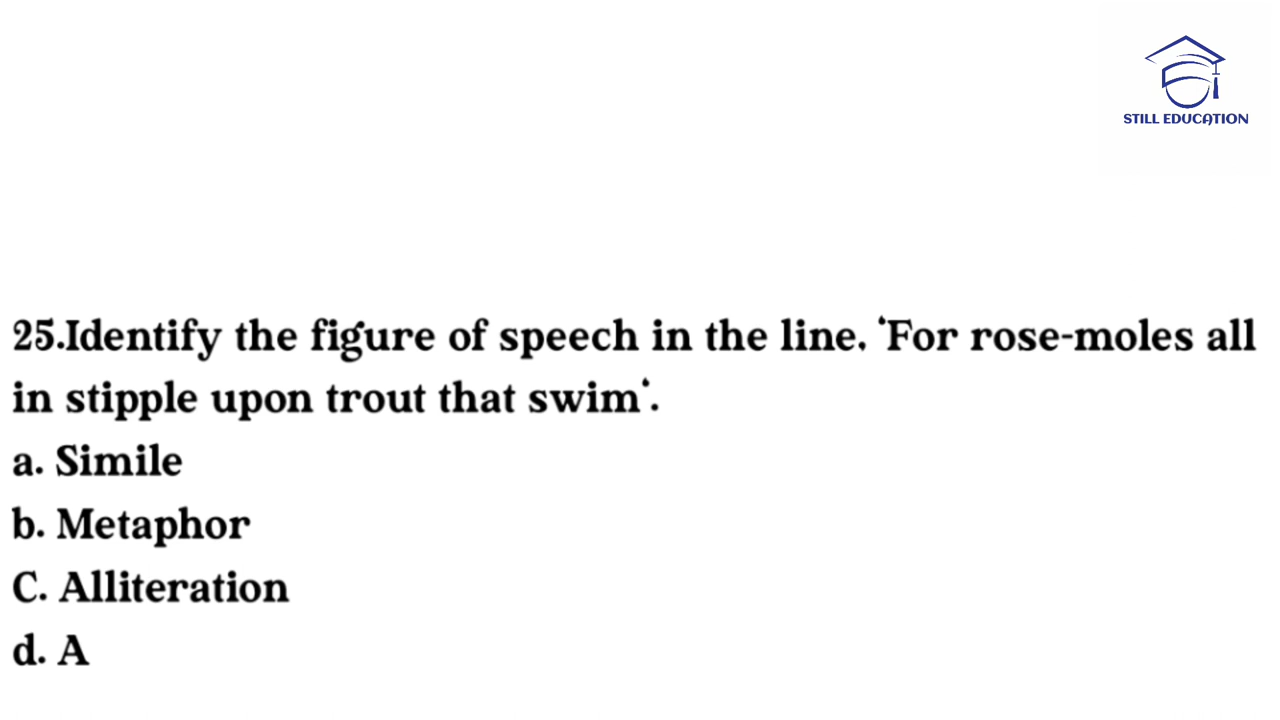 STILL EDUCATION
25.Identify the figure of speech in the line. ‘For rose-moles all
in stipple upon trout that swim‘.
a. Simile
b. Metaphor
C. Alliteration
d. A